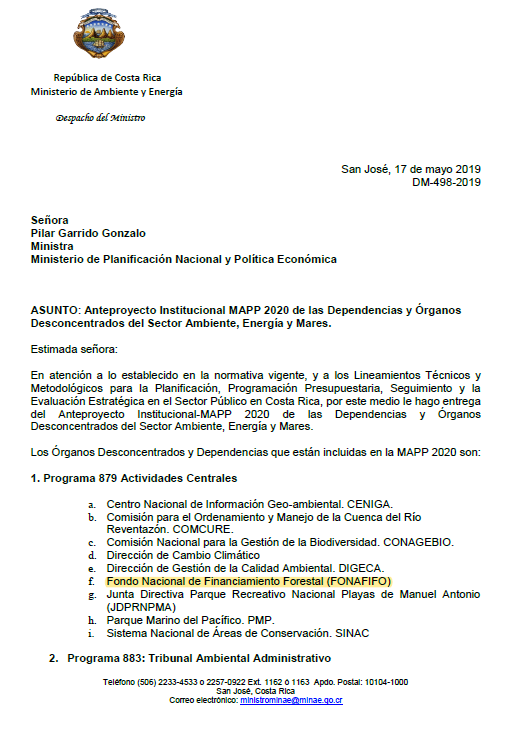 República de Costa Rica
Ministerio de Ambiente y Energía
Despacho del Ministro
San José, 17 de mayo 2019
DM-498-2019
Señora
Pilar Garrido Gonzalo
Ministra
Ministerio de Planificación Nacional y Política Económica
ASUNTO: Anteproyecto Institucional MAPP 2020 de las Dependencias y Órganos
Desconcentrados del Sector Ambiente, Energía y Mares.
Estimada señora:
En atención a lo establecido en la normativa vigente, y a los Lineamientos Técnicos y
Metodológicos para la Planificación, Programación Presupuestaria, Seguimiento y la
Evaluación Estratégica en el Sector Público en Costa Rica, por este medio le hago entrega
del Anteproyecto Institucional-MAPP 2020 de las Dependencias y Órganos
Desconcentrados del Sector Ambiente, Energía y Mares.
Los Órganos Desconcentrados y Dependencias que están incluidas en la MAPP 2020 son:
1. Programa 879 Actividades Centrales
a. Centro Nacional de Información Geo-ambiental. CENIGA.
b. Comisión para el Ordenamiento y Manejo de la Cuenca del Río
Reventazón. COMCURE.
c. Comisión Nacional para la Gestión de la Biodiversidad. CONAGEBIO.
d. Dirección de Cambio Climático
e. Dirección de Gestión de la Calidad Ambiental. DIGECA.
f. Fondo Nacional de Financiamiento Forestal (FONAFIFO)
g. Junta Directiva Parque Recreativo Nacional Playas de Manuel Antonio
(JDPRNPMA)
h. Parque Marino del Pacífico. PMP.
i. Sistema Nacional de Áreas de Conservación. SINAC
2. Programa 883: Tribunal Ambiental Administrativo
Teléfono (506) 2233-4533 o 2257-0922 Ext. 1162 ó 1163 Apdo. Postal: 10104-1000
San José, Costa Rica
Correo electrónico: ministrominae@minae.go.cr